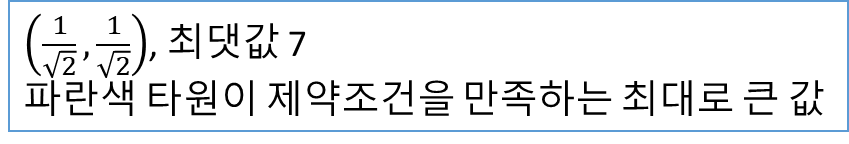 (1/√2, 1/√2), 최댓값 7
파란색 타원이 제약조건을 만족하는 최대로 큰 값